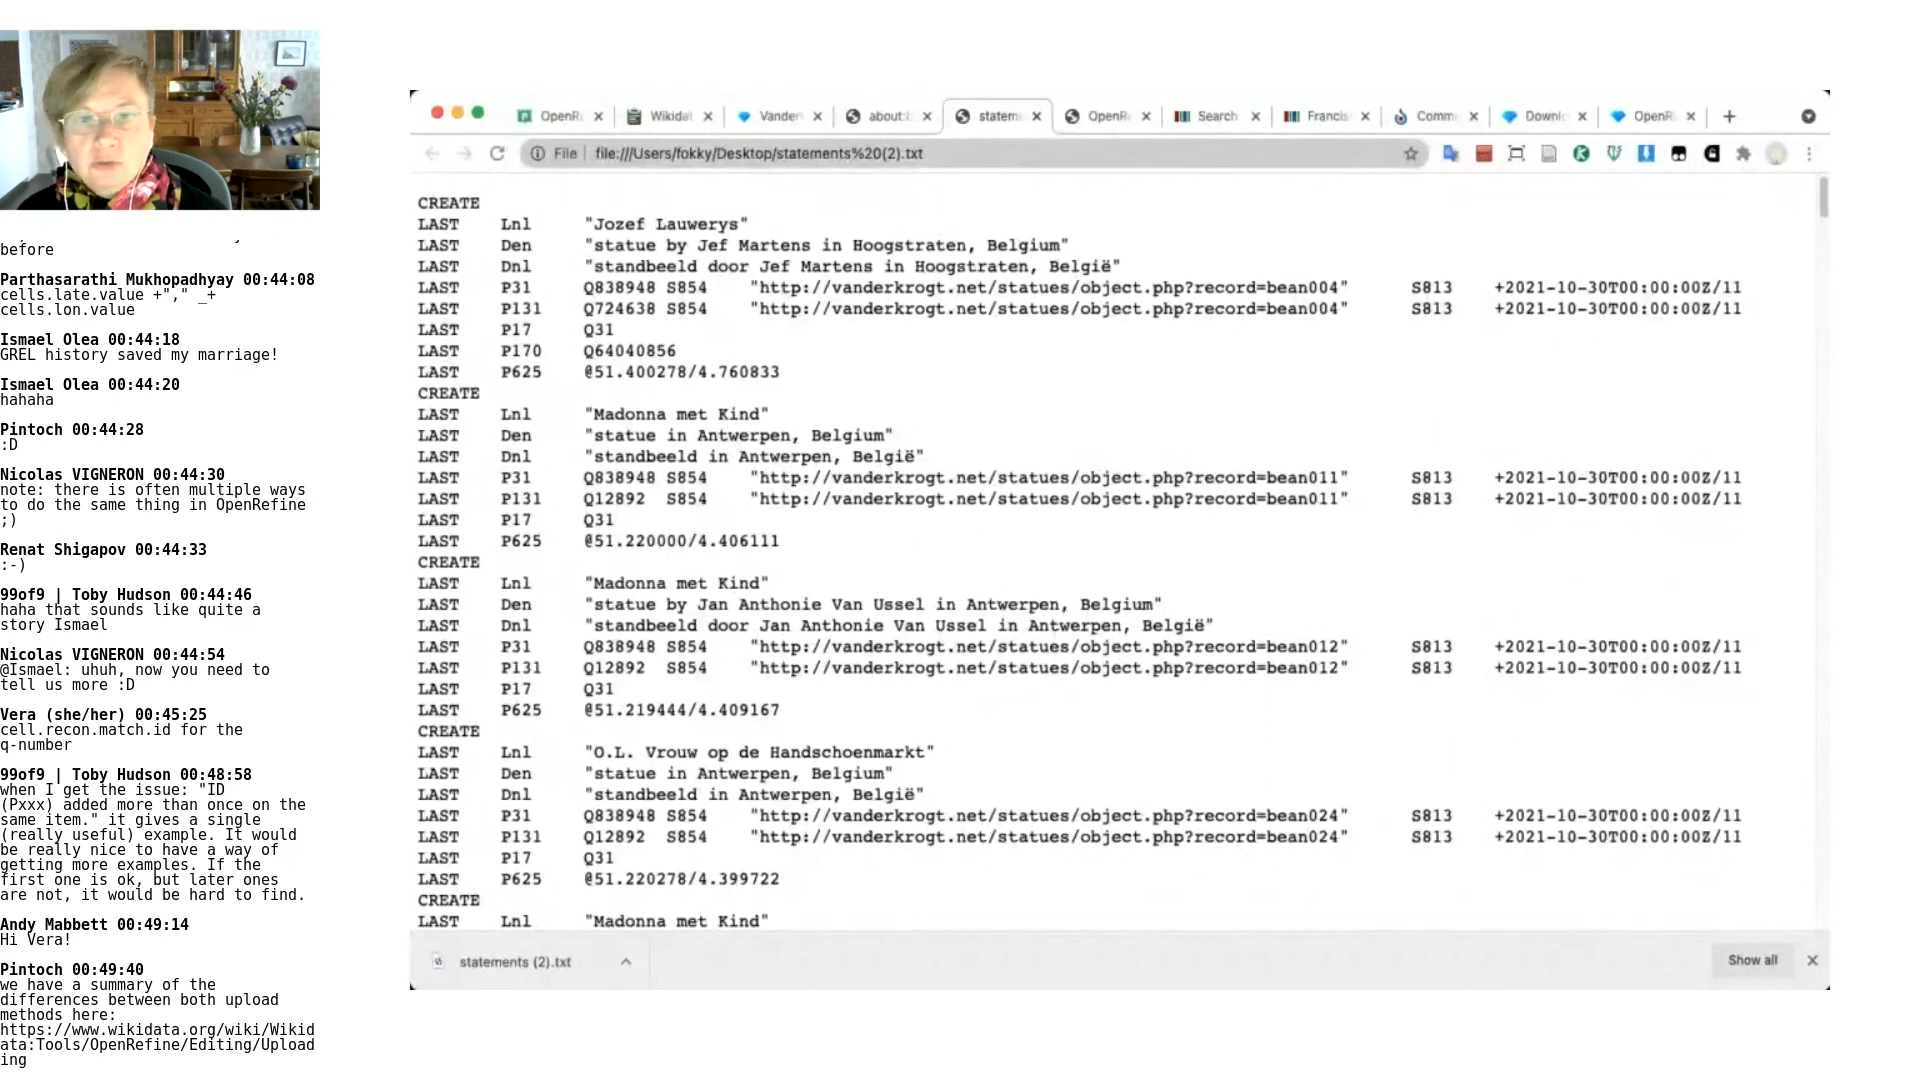 before
Parthasarathi Mukhopadhyay 00:44:08
cells.late.value +"," _+
cells.lon.value
Ismael Olea 00:44:18
GREL history saved my marriage!
Ismael Olea 00:44:20
hahaha
Pintoch 00:44:28
:D
Nicolas VIGNERON 00:44:30
note: there is often multiple ways
to do the same thing in OpenRefine
;)
Renat Shigapov 00:44:33
:-)
99of9 | Toby Hudson 00:44:46
haha that sounds like quite a
story Ismael
Nicolas VIGNERON 00:44:54
@Ismael: uhuh, now you need to
tell us more :D
Vera (she/her) 00:45:25
cell.recon.match.id for the
q-number
99of9 | Toby Hudson 00:48:58
when I get the issue: "ID
(Pxxx) added more than once on the
same item." it gives a single
(really useful) example. It would
be really nice to have a way of
getting more examples. If the
first one is ok, but later ones
are not, it would be hard to find.
Andy Mabbett 00:49:14
Hi Vera!
Pintoch 00:49:40
we have a summary of the
differences between both upload
methods here:
https://www.wikidata.org/wiki/Wikid
ata:Tools/OpenRefine/Editing/Upload
ing
OpenR Wikidat Vander about: statem OpenR Search Francis Comm Downl OpenR
File file:///Users/fokky/Desktop/statements%20(2).txt
CREATE
LAST Lnl "Jozef Lauwerys"
LAST Den "statue by Jef Martens in Hoogstraten, Belgium"
LAST Dnl "standbeeld door Jef Martens in Hoogstraten, België"
LAST P31 Q838948 S854 "http://vanderkrogt.net/statues/object.php?record=bean004" S813 +2021-10-30T00:00:00Z/11
LAST P131 Q724638 S854 "http://vanderkrogt.net/statues/object.php?record=bean004" S813 +2021-10-30T00:00:00Z/11
LAST P17 Q31
LAST P170 Q64040856
LAST P625 @51.400278/4.760833
CREATE
LAST Lnl "Madonna met Kind"
LAST Den "statue in Antwerpen, Belgium"
LAST Dnl "standbeeld in Antwerpen, België"
LAST P31 Q838948 S854 "http://vanderkrogt.net/statues/object.php?record=bean011" S813 +2021-10-30T00:00:00Z/11
LAST P131 Q12892 S854 "http://vanderkrogt.net/statues/object.php?record=bean011" S813 +2021-10-30T00:00:00Z/11
LAST P17 Q31
LAST P625 @51.220000/4.406111
CREATE
LAST Lnl "Madonna met Kind"
LAST Den "statue by Jan Anthonie Van Ussel in Antwerpen, Belgium"
LAST Dnl "standbeeld door Jan Anthonie Van Ussel in Antwerpen, België"
LAST P31 Q838948 S854 "http://vanderkrogt.net/statues/object.php?record=bean012" S813 +2021-10-30T00:00:00Z/11
LAST P131 Q12892 S854 "http://vanderkrogt.net/statues/object.php?record=bean012" S813 +2021-10-30T00:00:00Z/11
LAST P17 Q31
LAST P625 @51.219444/4.409167
CREATE
LAST Lnl "O.L. Vrouw op de Handschoenmarkt"
LAST Den "statue in Antwerpen, Belgium"
LAST Dnl "standbeeld in Antwerpen, België"
LAST P31 Q838948 S854 "http://vanderkrogt.net/statues/object.php?record=bean024" S813 +2021-10-30T00:00:00Z/11
LAST P131 Q12892 S854 "http://vanderkrogt.net/statues/object.php?record=bean024" S813 +2021-10-30T00:00:00Z/11
LAST P17 Q31
LAST P625 @51.220278/4.399722
CREATE
LAST Lnl "Madonna met Kind"
statements (2).txt Show all